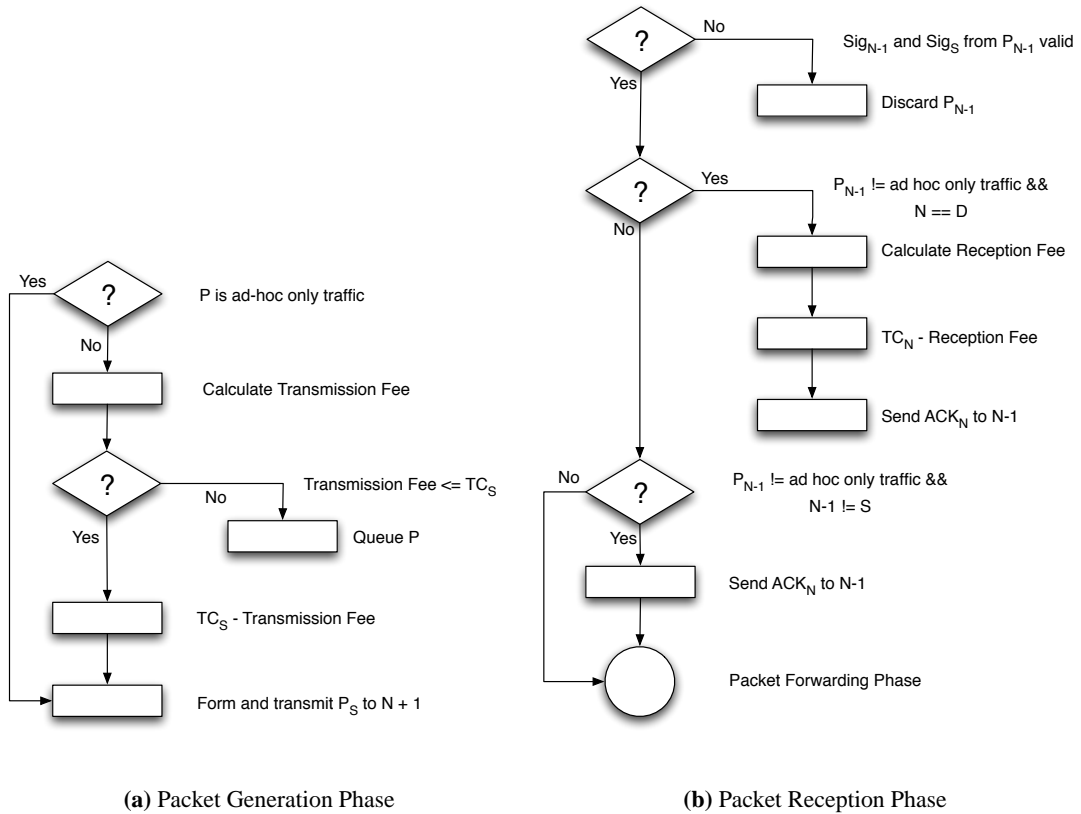 ?
Yes
No
P is ad-hoc only traffic
Calculate Transmission Fee
?
No
Yes
Transmission Fee <= TC_S
Queue P
TC_S - Transmission Fee
Form and transmit P_S to N + 1
(a) Packet Generation Phase
?
No
Yes
Sig_N-1 and Sig_S from P_N-1 valid
Discard P_N-1
?
Yes
No
P_N-1 != ad hoc only traffic &&
N == D
Calculate Reception Fee
TC_N - Reception Fee
Send ACK_N to N-1
?
No
Yes
P_N-1 != ad hoc only traffic &&
N-1 != S
Send ACK_N to N-1
Packet Forwarding Phase
(b) Packet Reception Phase